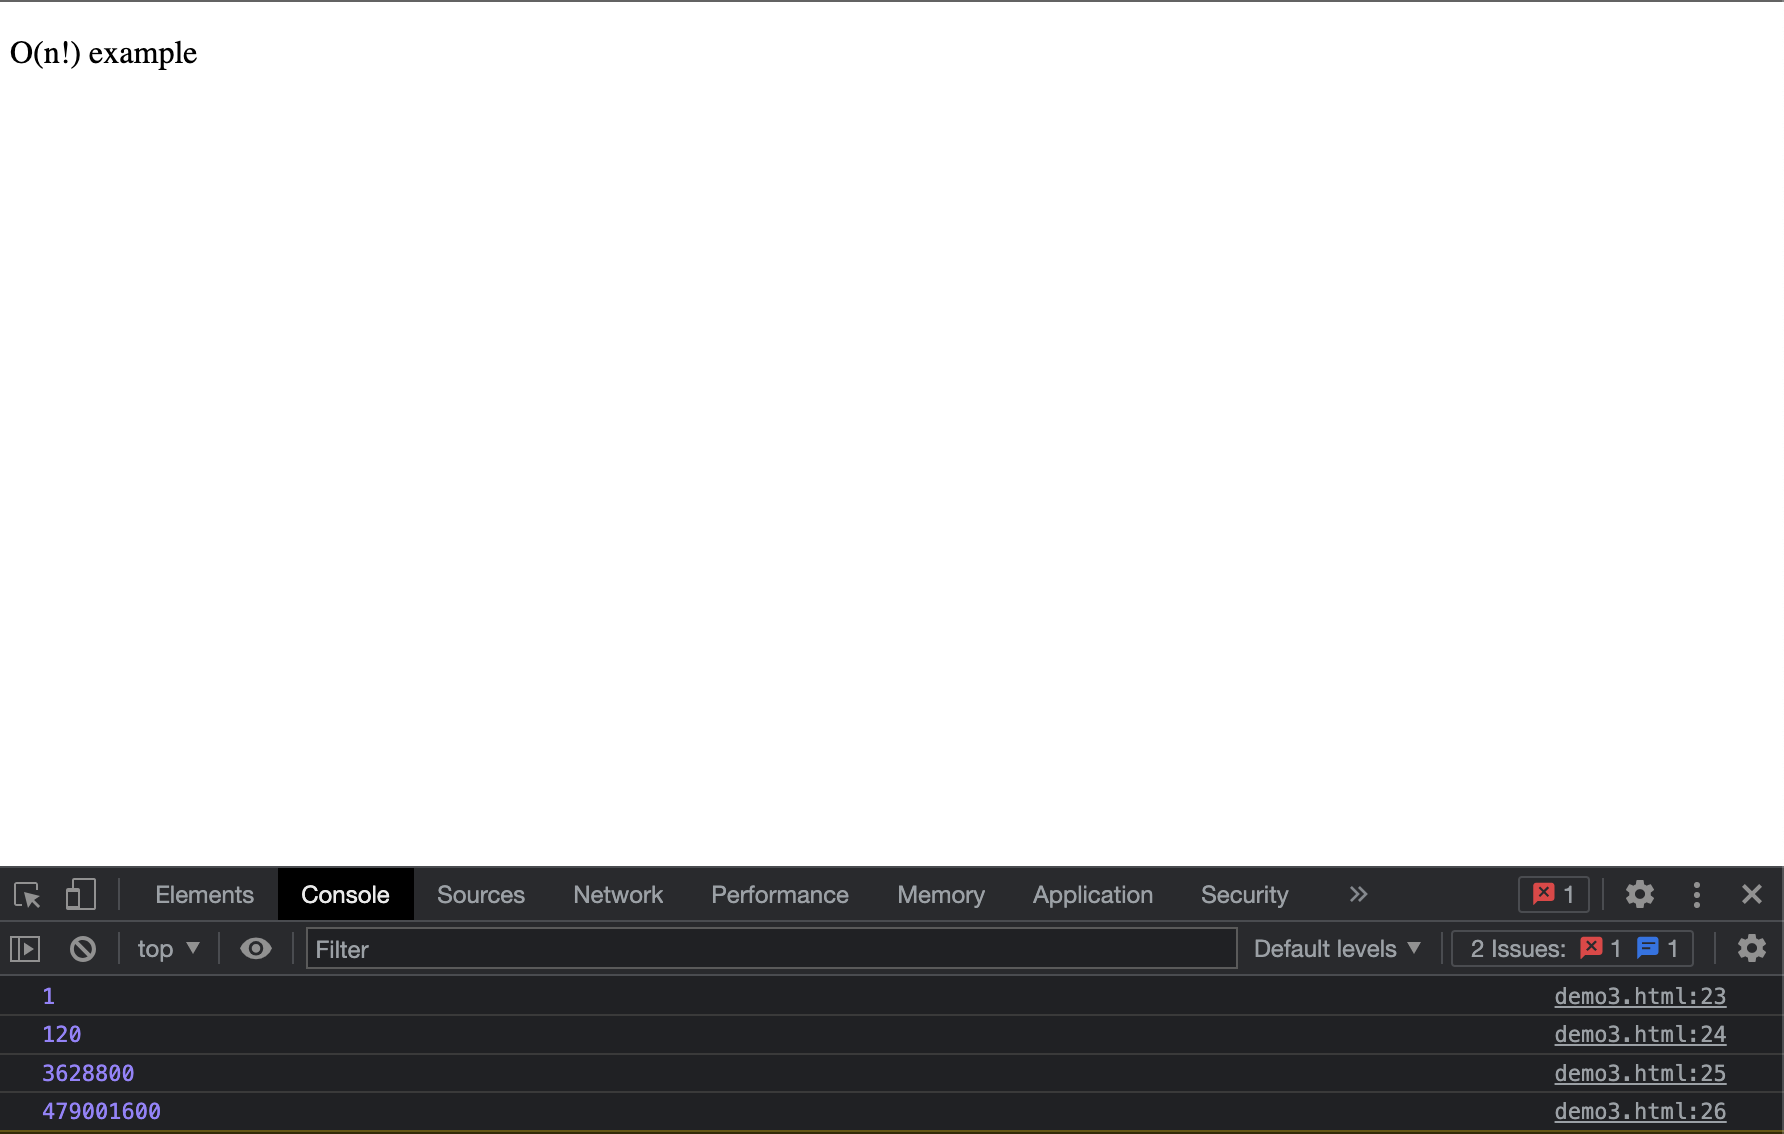 O(n!) example
Elements Console Sources Network Performance Memory Application Security 1
top Filter Default levels 2 Issues: 1 1
1 demo3.html:23
120 demo3.html:24
3628800 demo3.html:25
479001600 demo3.html:26